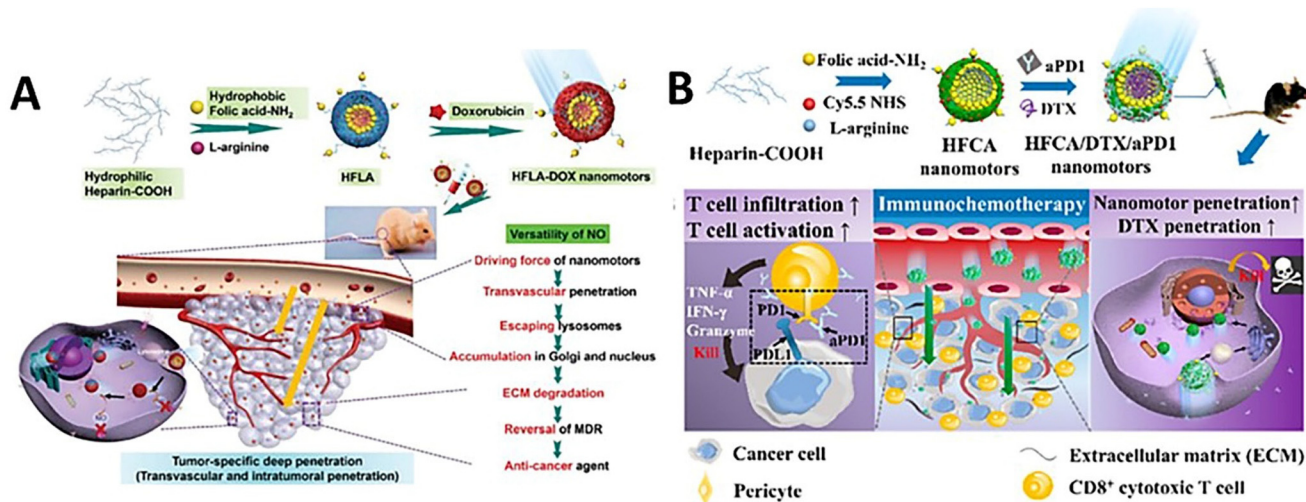 A
Hydrophobic
Folic acid-NH₂
L-arginine
Doxorubicin
Hydrophilic
Heparin-COOH
HFLA
HFLA-DOX nanomotors
Versatility of NO
Driving force of nanomotors
Transvascular penetration
Escaping lysosomes
Accumulation in Golgi and nucleus
ECM degradation
Reversal of MDR
Anti-cancer agent
NO
Tumor-specific deep penetration
(Transvascular and intratumoral penetration)
B
Folic acid-NH₂
Cy5.5 NHS
L-arginine
aPD1
DTX
Heparin-COOH
HFCA
nanomotors
HFCA/DTX/aPD1
nanomotors
T cell infiltration ↑
T cell activation ↑
TNF-α
IFN-γ
Granzyme
Kill
PD1
aPD1
PDL1
Immunochemotherapy
Nanomotor penetration↑
DTX penetration ↑
Kill
Cancer cell
Pericyte
Extracellular matrix (ECM)
CD8⁺ cytotoxic T cell